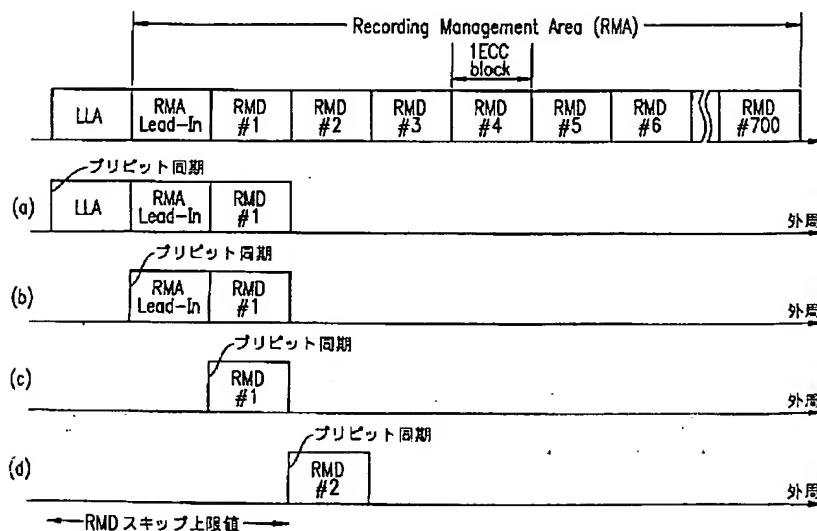 Recording Management Area (RMA)
1ECC
block
LLA
RMA
Lead-In
RMD
#1
RMD
#2
RMD
#3
RMD
#4
RMD
#5
RMD
#6
RMD
#700
プリピット同期
(a)
LLA
RMA
Lead-In
RMD
#1
外周
プリピット同期
(b)
RMA
Lead-In
RMD
#1
外周
プリピット同期
(c)
RMD
#1
外周
プリピット同期
(d)
RMD
#2
外周
RMDスキップ上限値